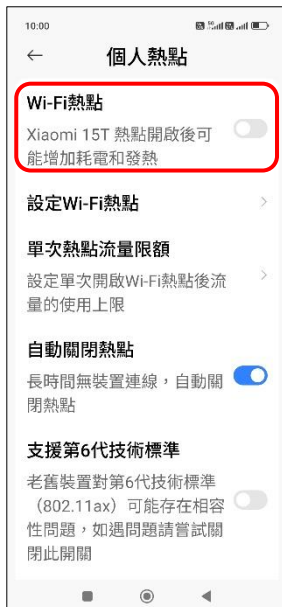 10:00
個人熱點
Wi-Fi熱點
Xiaomi 15T 熱點開啟後可
能增加耗電和發熱
設定Wi-Fi熱點
單次熱點流量限額
設定單次開啟Wi-Fi熱點後流
量的使用上限
自動關閉熱點
長時間無裝置連線，自動關
閉熱點
支援第6代技術標準
老舊裝置對第6代技術標準
（802.11ax）可能存在相容
性問題，如遇問題請嘗試關
閉此開關